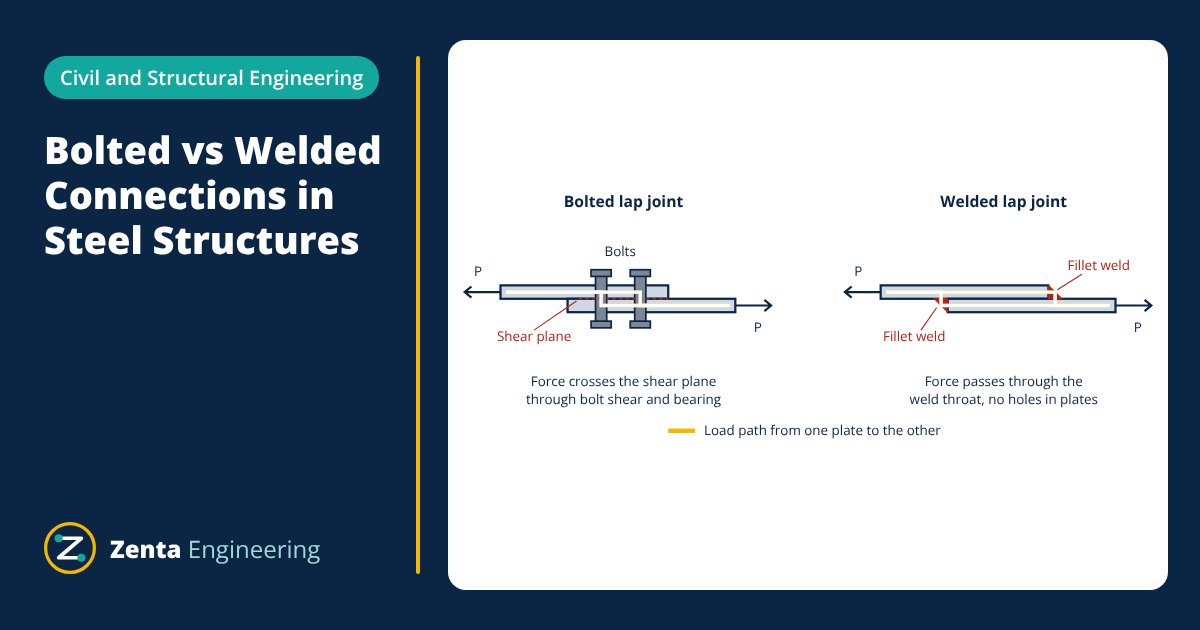 Civil and Structural Engineering
Bolted vs Welded
Connections in
Steel Structures
Zenta Engineering
Bolted lap joint
Bolts
P
P
Shear plane
Force crosses the shear plane
through bolt shear and bearing
Welded lap joint
Fillet weld
P
P
Fillet weld
Force passes through the
weld throat, no holes in plates
Load path from one plate to the other